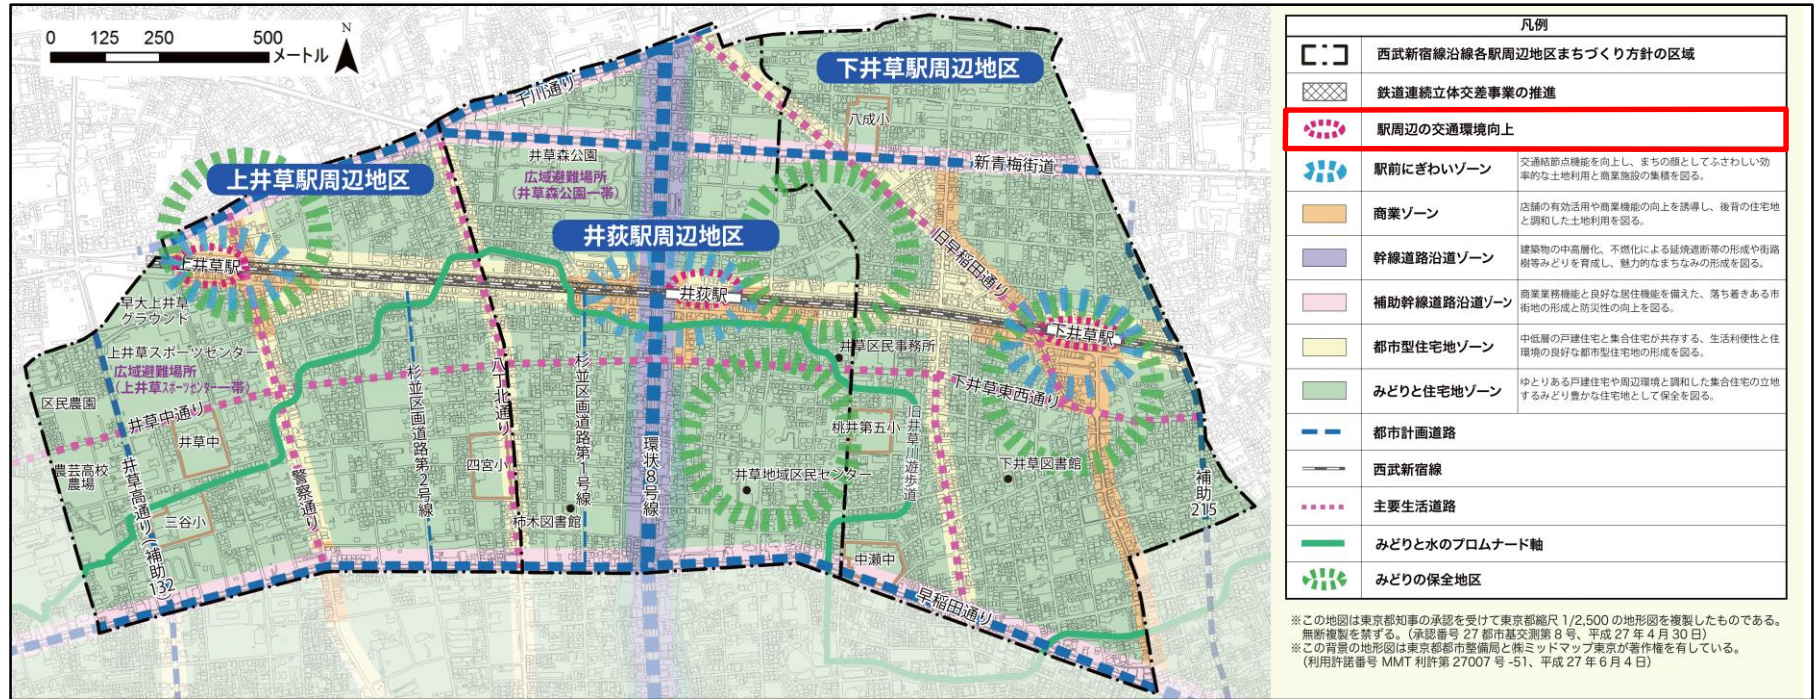 0 125 250 500
メートル
N
千川通り
下井草駅周辺地区
八成小
井草森公園
広域避難場所
(井草森公園一帯)
新青梅街道
上井草駅周辺地区
井荻駅周辺地区
旧早稲田通り
上井草駅
井荻駅
下井草駅
早大上井草
グラウンド
上井草スポーツセンター
広域避難場所
(上井草スポーツセンター一帯)
井草区民事務所
区民農園
井草中通り
井草中
農芸高校
農場
三谷小
井草高通り(補助132)
警察通り
杉並区画道路第2号線
八丁北通り
四宮小
杉並区画道路第1号線
柿木図書館
環状8号線
井草地域区民センター
桃井第五小
旧井草川遊歩道
下井草東西通り
下井草図書館
中瀬中
早稲田通り
補助215
凡例
西武新宿線沿線各駅周辺地区まちづくり方針の区域
鉄道連続立体交差事業の推進
駅周辺の交通環境向上
駅前にぎわいゾーン
交通結節点機能を向上し、まちの顔としてふさわしい効
率的な土地利用と商業施設の集積を図る。
商業ゾーン
店舗の有効活用や商業機能の向上を誘導し、後背の住宅地
と調和した土地利用を図る。
幹線道路沿道ゾーン
建築物の中高層化、不燃化による延焼遮断帯の形成や街路
樹等みどりを育成し、魅力的なまちなみの形成を図る。
補助幹線道路沿道ゾーン
商業業務機能と良好な居住機能を備えた、落ち着きある市
街地の形成と防災性の向上を図る。
都市型住宅地ゾーン
中低層の戸建住宅と集合住宅が共存する、生活利便性と住
環境の良好な都市型住宅地の形成を図る。
みどりと住宅地ゾーン
ゆとりある戸建住宅や周辺環境と調和した集合住宅の立地
するみどり豊かな住宅地として保全を図る。
都市計画道路
西武新宿線
主要生活道路
みどりと水のプロムナード軸
みどりの保全地区
※この地図は東京都知事の承認を受けて東京都縮尺 1/2,500 の地形図を複製したものである。
無断複製を禁ずる。(承認番号 27 都市基交測第 8 号、平成 27 年 4 月 30 日)
※この背景の地形図は東京都都市整備局と㈱ミッドマップ東京が著作権を有している。
(利用許諾番号 MMT 利許第 27007 号 -51、平成 27 年 6 月 4 日)